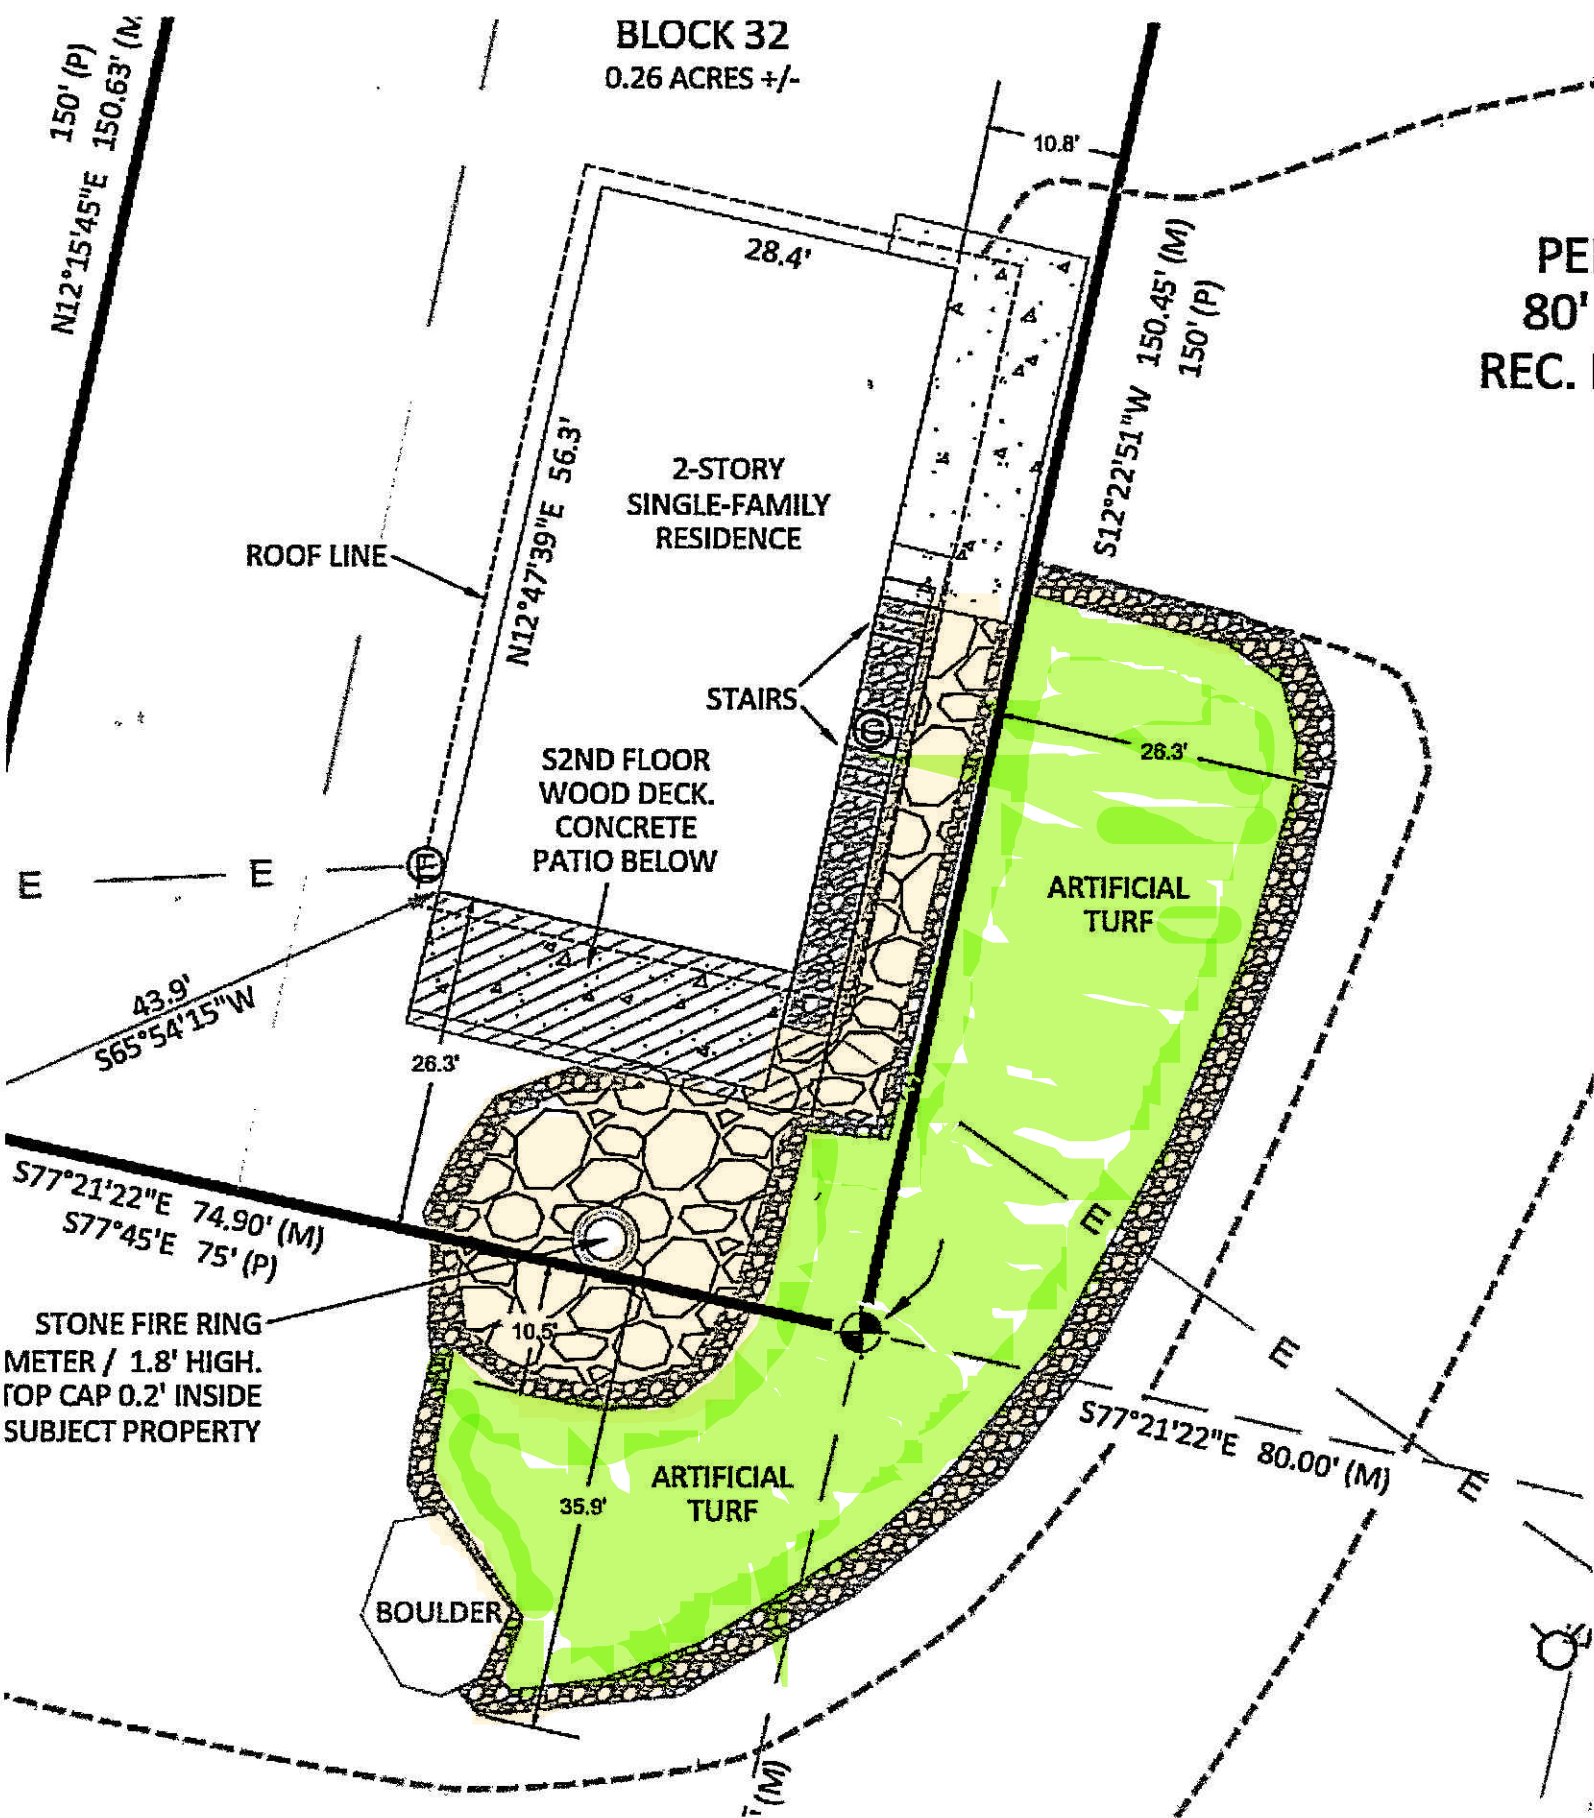 BLOCK 32
0.26 ACRES +/-
150' (P)
N12°15'45"E 150.63'
10.8'
28.4'
S12°22'51"W 150.45' (M)
150' (P)
80'
REC.
N12°47'39"E 56.3'
2-STORY
SINGLE-FAMILY
RESIDENCE
ROOF LINE
STAIRS
S2ND FLOOR
WOOD DECK.
CONCRETE
PATIO BELOW
26.3'
E
E
E
E
ARTIFICIAL
TURF
43.9'
S65°54'15"W
26.3'
S77°21'22"E 74.90' (M)
S77°45'E 75' (P)
E
E
E
STONE FIRE RING
METER / 1.8' HIGH.
TOP CAP 0.2' INSIDE
SUBJECT PROPERTY
10.5'
S77°21'22"E 80.00' (M)
ARTIFICIAL
TURF
35.9'
BOULDER
(M)